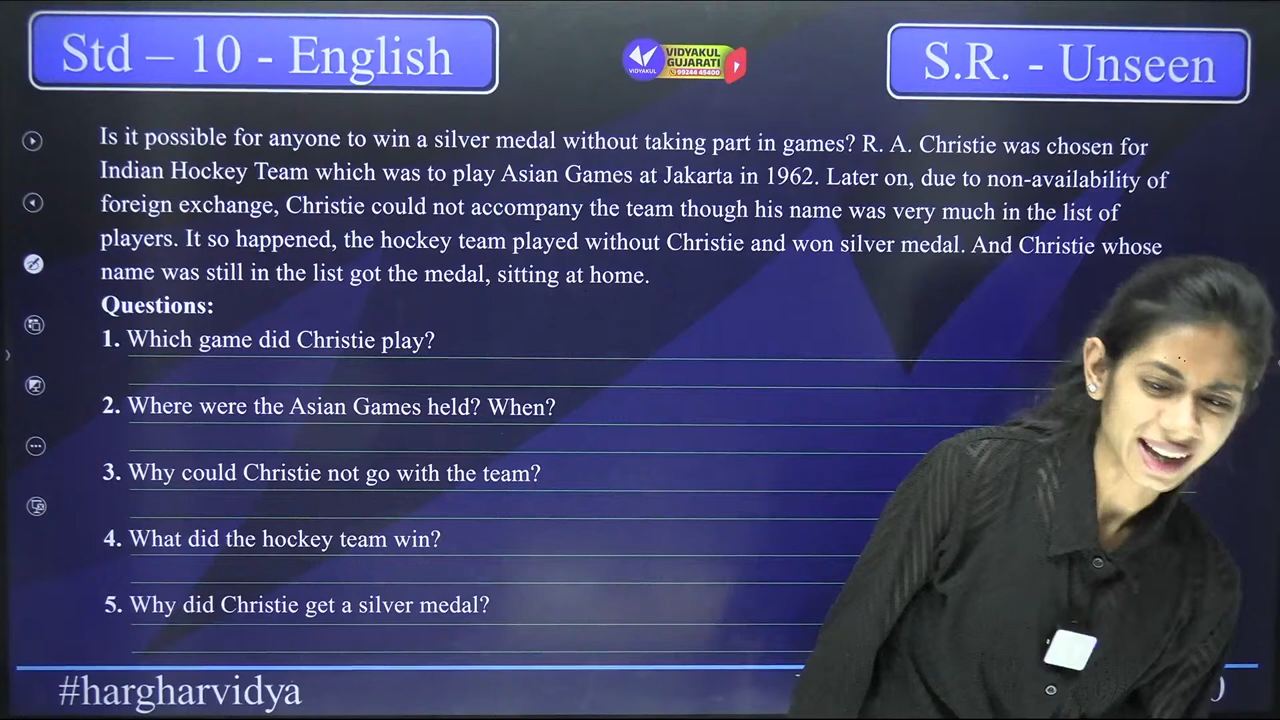 Std – 10 - English
VIDYAKUL
VIDYAKUL
GUJARATI
99244 45400
S.R. - Unseen
Is it possible for anyone to win a silver medal without taking part in games? R. A. Christie was chosen for
Indian Hockey Team which was to play Asian Games at Jakarta in 1962. Later on, due to non-availability of
foreign exchange, Christie could not accompany the team though his name was very much in the list of
players. It so happened, the hockey team played without Christie and won silver medal. And Christie whose
name was still in the list got the medal, sitting at home.
Questions:
1. Which game did Christie play?
2. Where were the Asian Games held? When?
3. Why could Christie not go with the team?
4. What did the hockey team win?
5. Why did Christie get a silver medal?
#hargharvidya